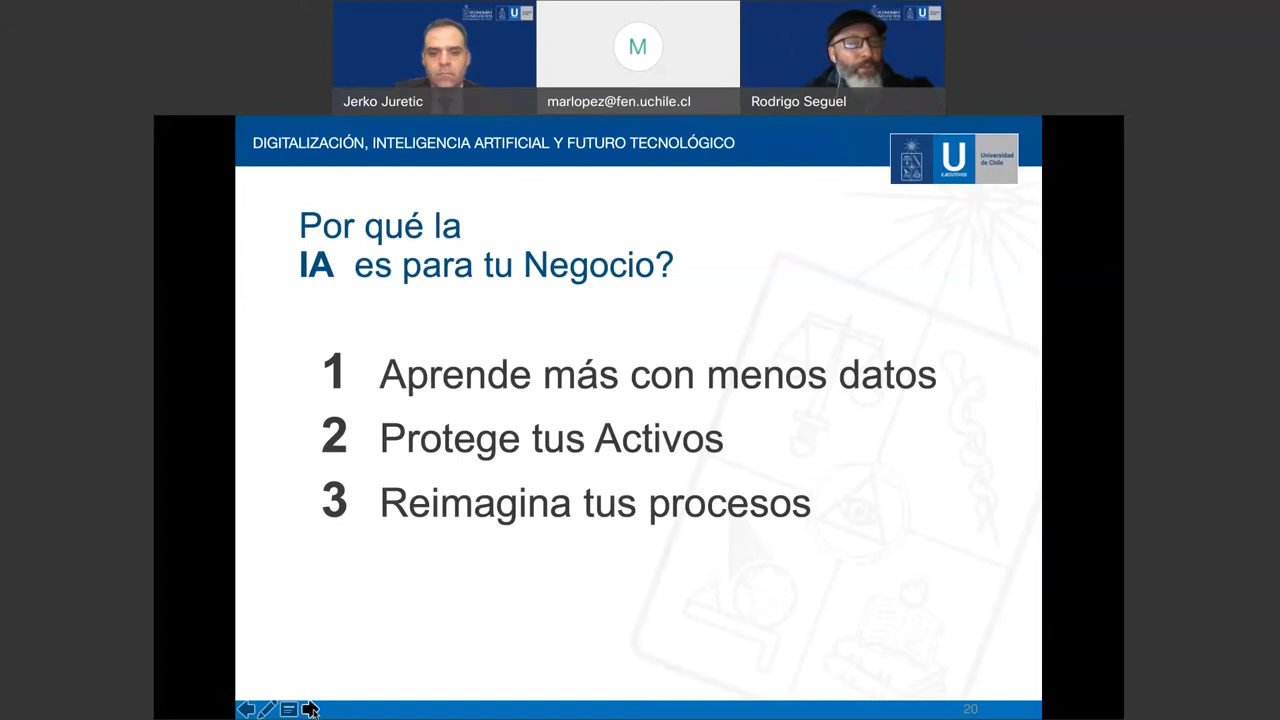 Jerko Juretic
M
marlopez@fen.uchile.cl
Rodrigo Seguel
DIGITALIZACIÓN, INTELIGENCIA ARTIFICIAL Y FUTURO TECNOLÓGICO
U
EJECUTIVOS
Universidad
de Chile
Por qué la
IA es para tu Negocio?
1 Aprende más con menos datos
2 Protege tus Activos
3 Reimagina tus procesos
20